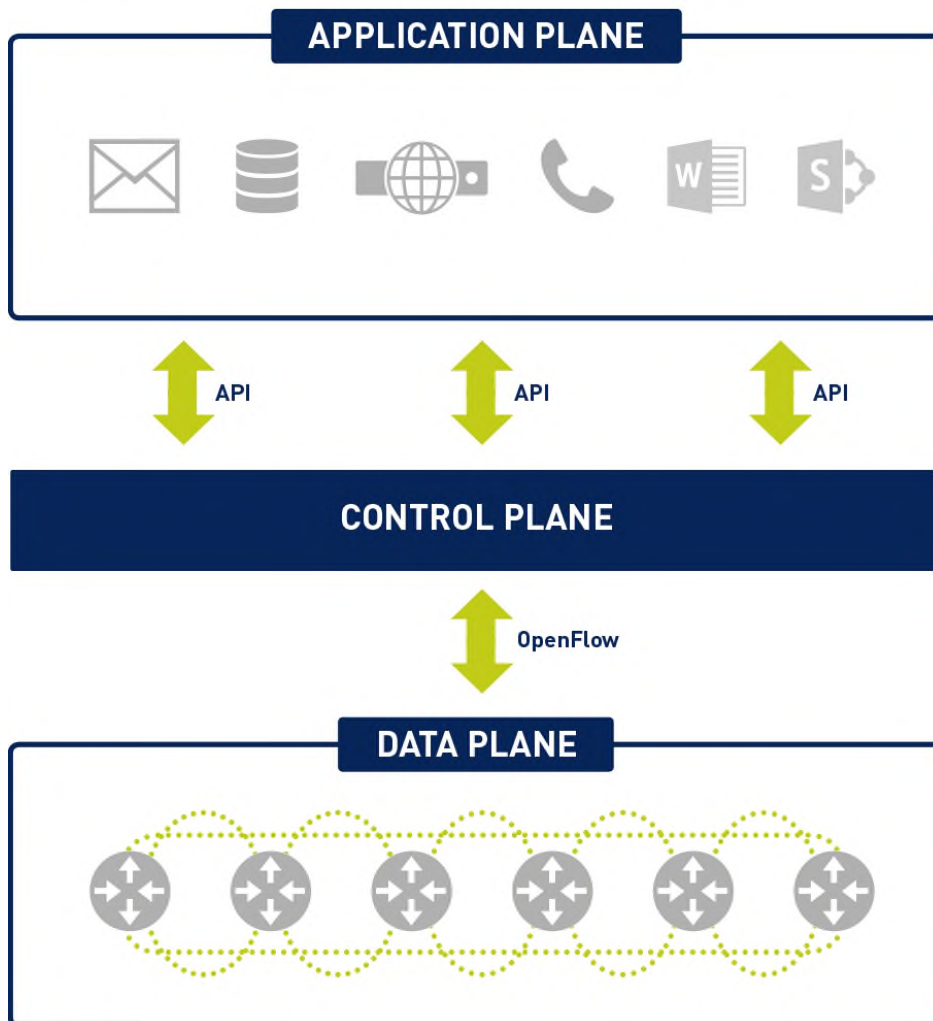 APPLICATION PLANE
W
S
API
API
API
CONTROL PLANE
OpenFlow
DATA PLANE